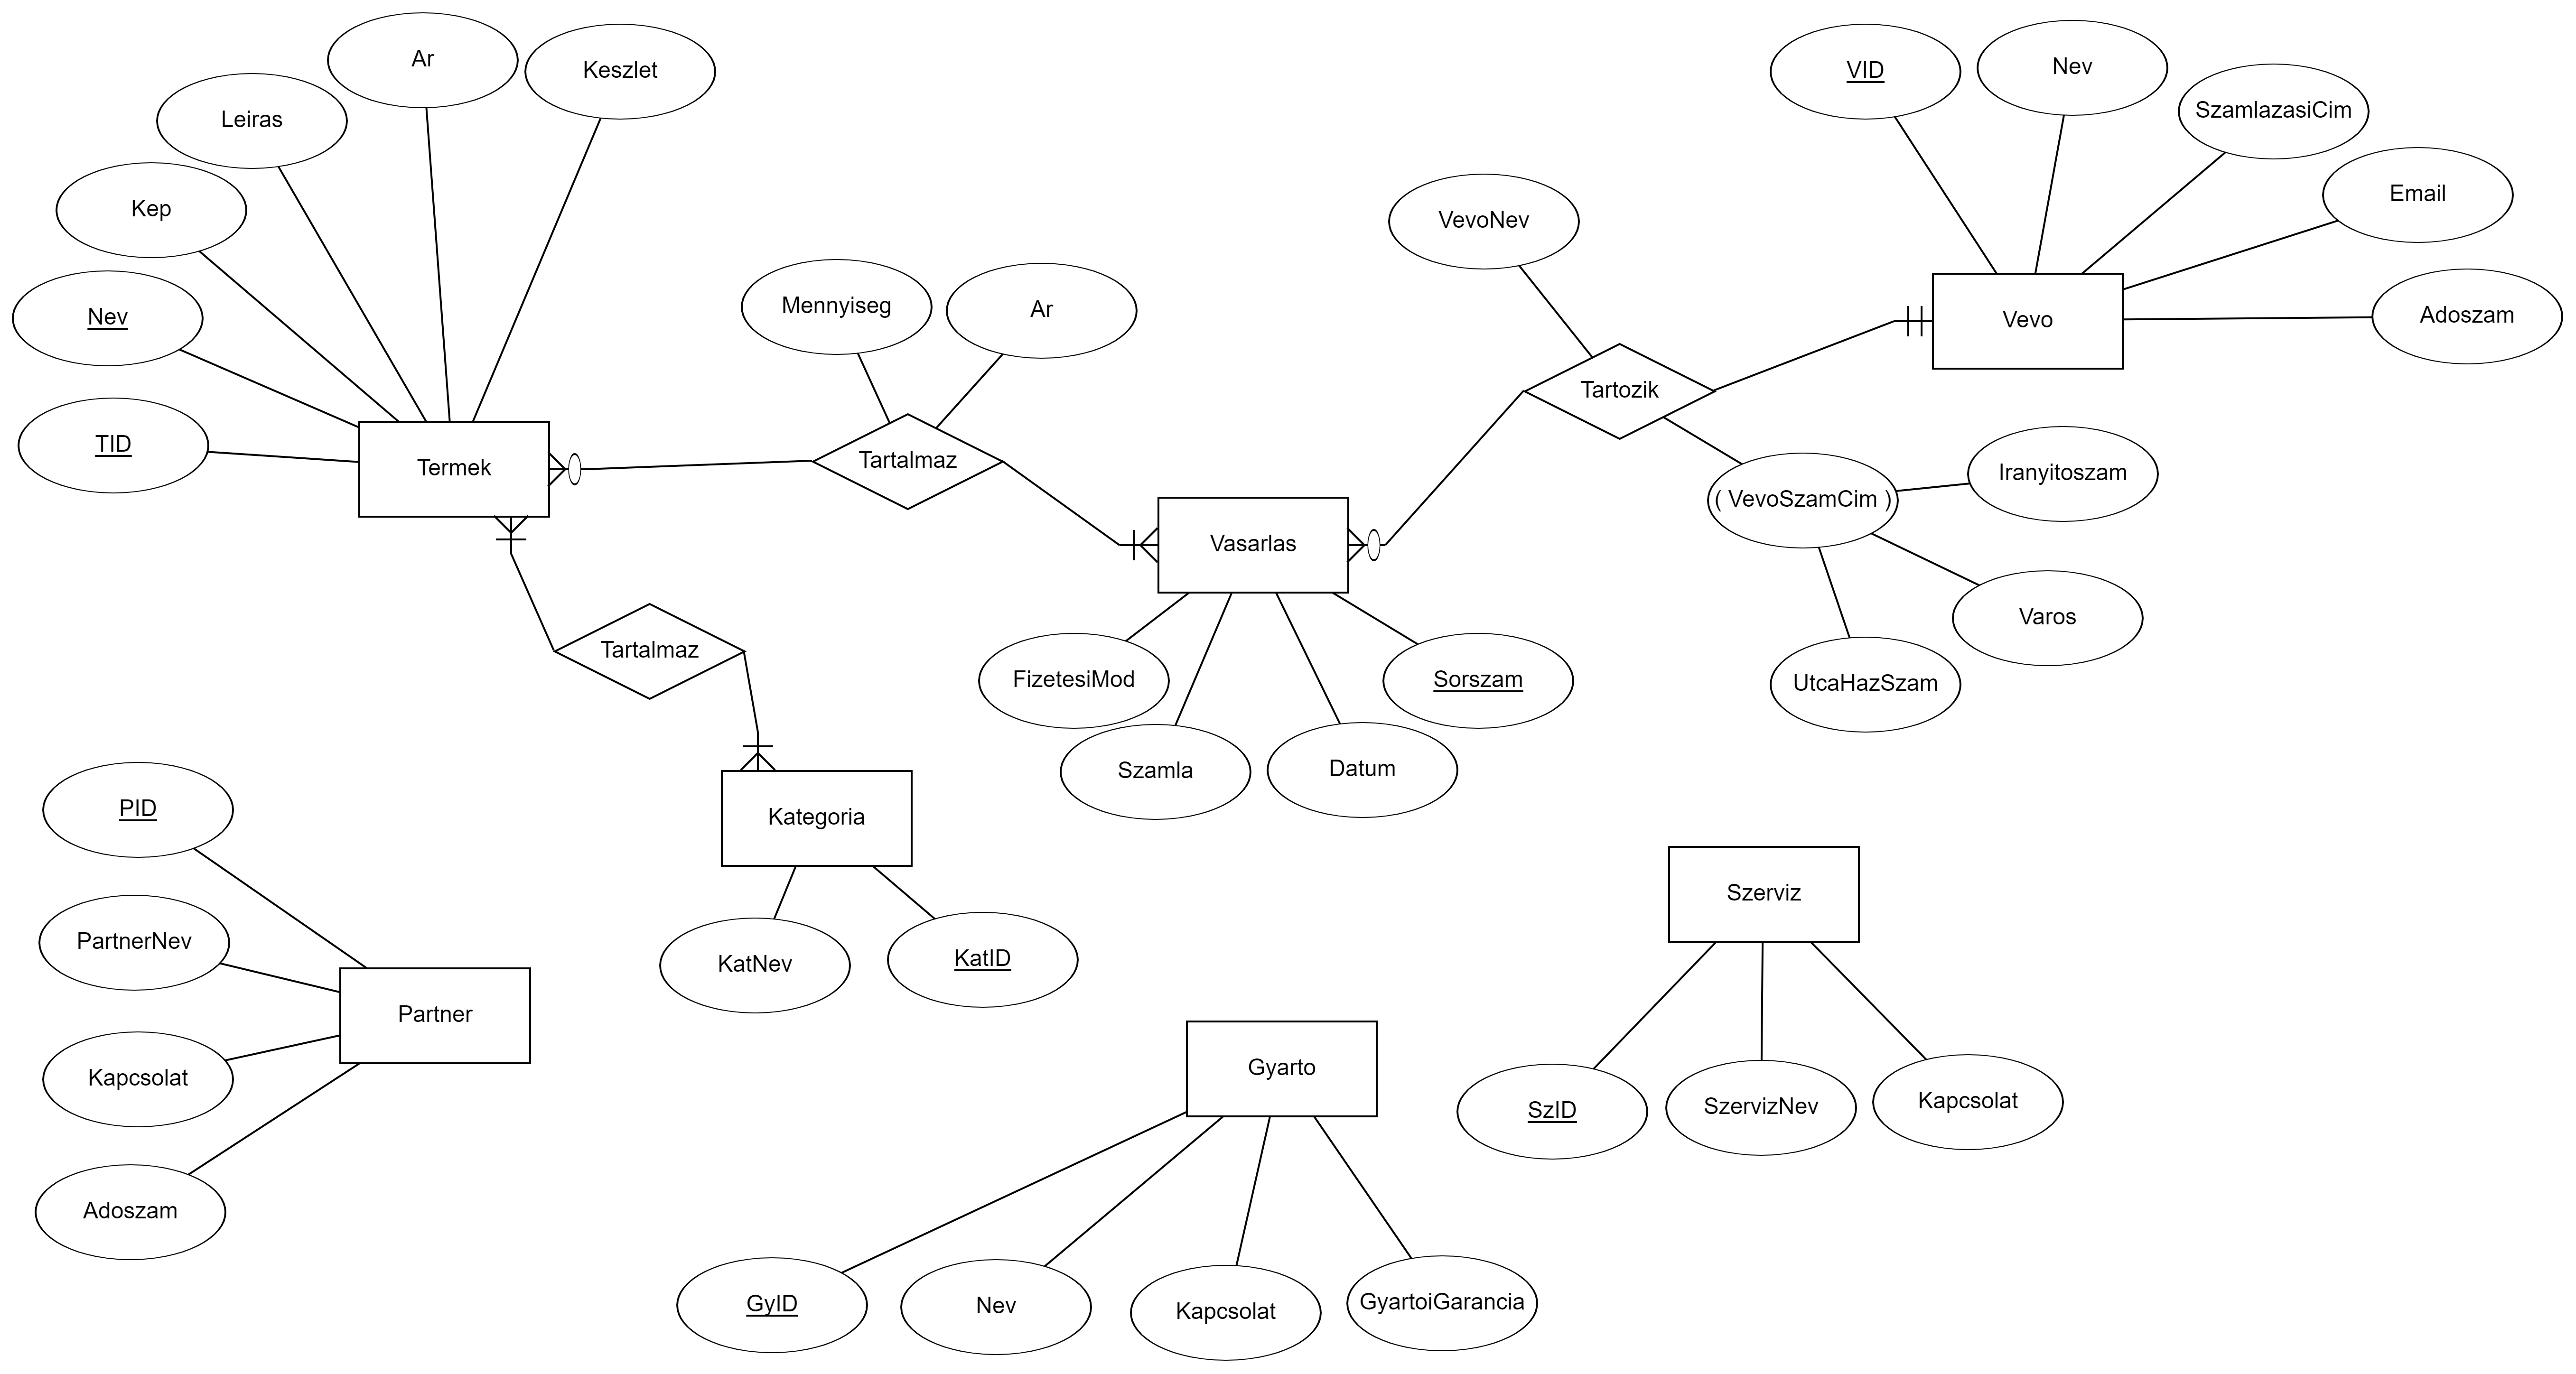 Ar
Keszlet
Leiras
Kep
Nev
TID
Termek
Mennyiseg
Ar
Tartalmaz
VevoNev
Tartozik
VID
Nev
SzamlazasiCim
Email
Adoszam
Vevo
( VevoSzamCim )
Iranyitoszam
Varos
UtcaHazSzam
Vasarlas
FizetesiMod
Szamla
Datum
Sorszam
Tartalmaz
Kategoria
KatNev
KatID
PID
PartnerNev
Kapcsolat
Adoszam
Partner
Gyarto
GyID
Nev
Kapcsolat
GyartoiGarancia
Szerviz
SzID
SzervizNev
Kapcsolat